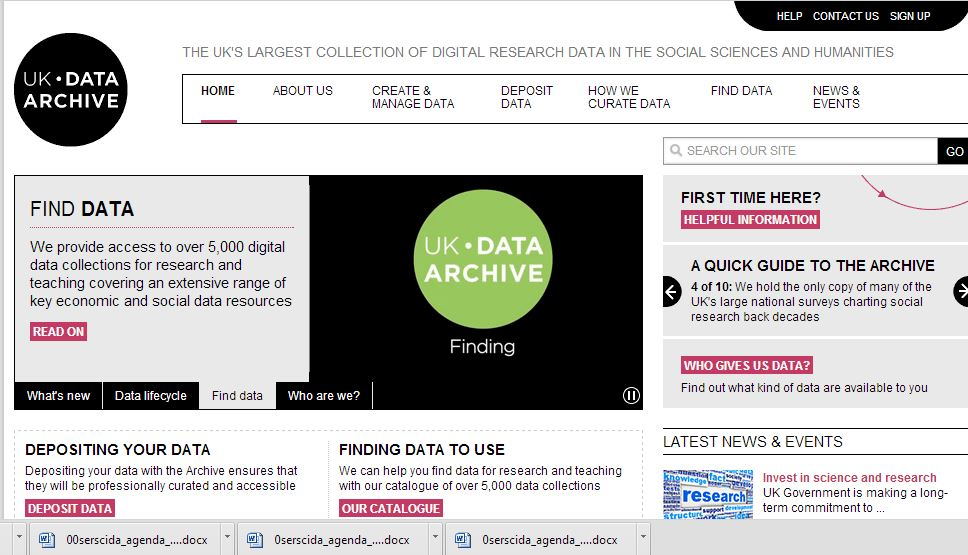 HELP CONTACT US SIGN UP
UK • DATA
ARCHIVE
THE UK'S LARGEST COLLECTION OF DIGITAL RESEARCH DATA IN THE SOCIAL SCIENCES AND HUMANITIES
HOME
ABOUT US
CREATE &
MANAGE DATA
DEPOSIT
DATA
HOW WE
CURATE DATA
FIND DATA
NEWS &
EVENTS
SEARCH OUR SITE
GO
FIND DATA
We provide access to over 5,000 digital
data collections for research and
teaching covering an extensive range of
key economic and social data resources
READ ON
UK • DATA
ARCHIVE
Finding
What's new
Data lifecycle
Find data
Who are we?
FIRST TIME HERE?
HELPFUL INFORMATION
A QUICK GUIDE TO THE ARCHIVE
4 of 10: We hold the only copy of many of the
UK's large national surveys charting social
research back decades
WHO GIVES US DATA?
Find out what kind of data are available to you
DEPOSITING YOUR DATA
Depositing your data with the Archive ensures that
they will be professionally curated and accessible
DEPOSIT DATA
FINDING DATA TO USE
We can help you find data for research and teaching
with our catalogue of over 5,000 data collections
OUR CATALOGUE
LATEST NEWS & EVENTS
knowledge fact
research
support
structure
development
Invest in science and research
UK Government is making a long-
term commitment to ...
00serscida_agenda_....docx
0serscida_agenda_....docx
0serscida_agenda_....docx